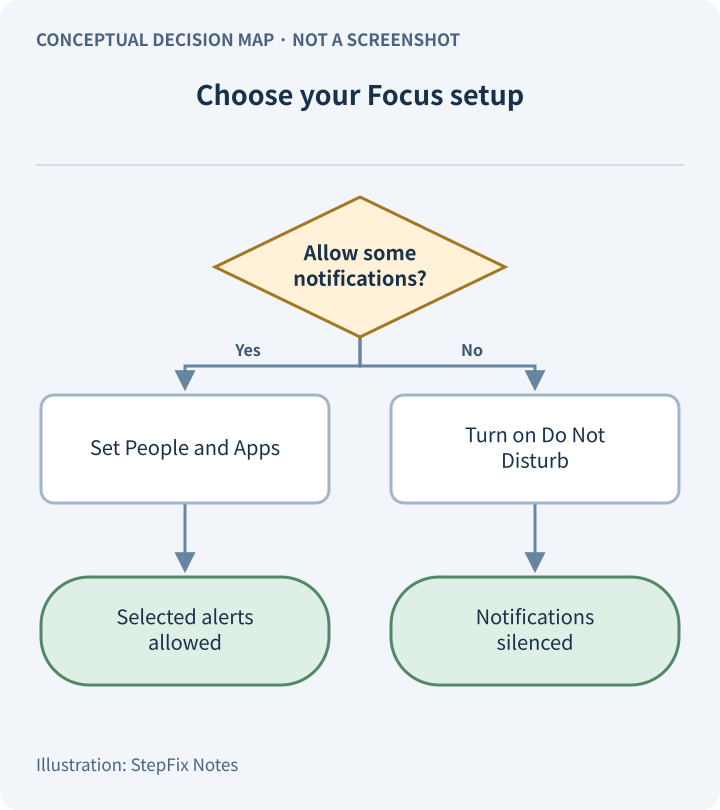 CONCEPTUAL DECISION MAP · NOT A SCREENSHOT
Choose your Focus setup
Allow some
notifications?
Yes
No
Set People and Apps
Turn on Do Not
Disturb
Selected alerts
allowed
Notifications
silenced
Illustration: StepFix Notes